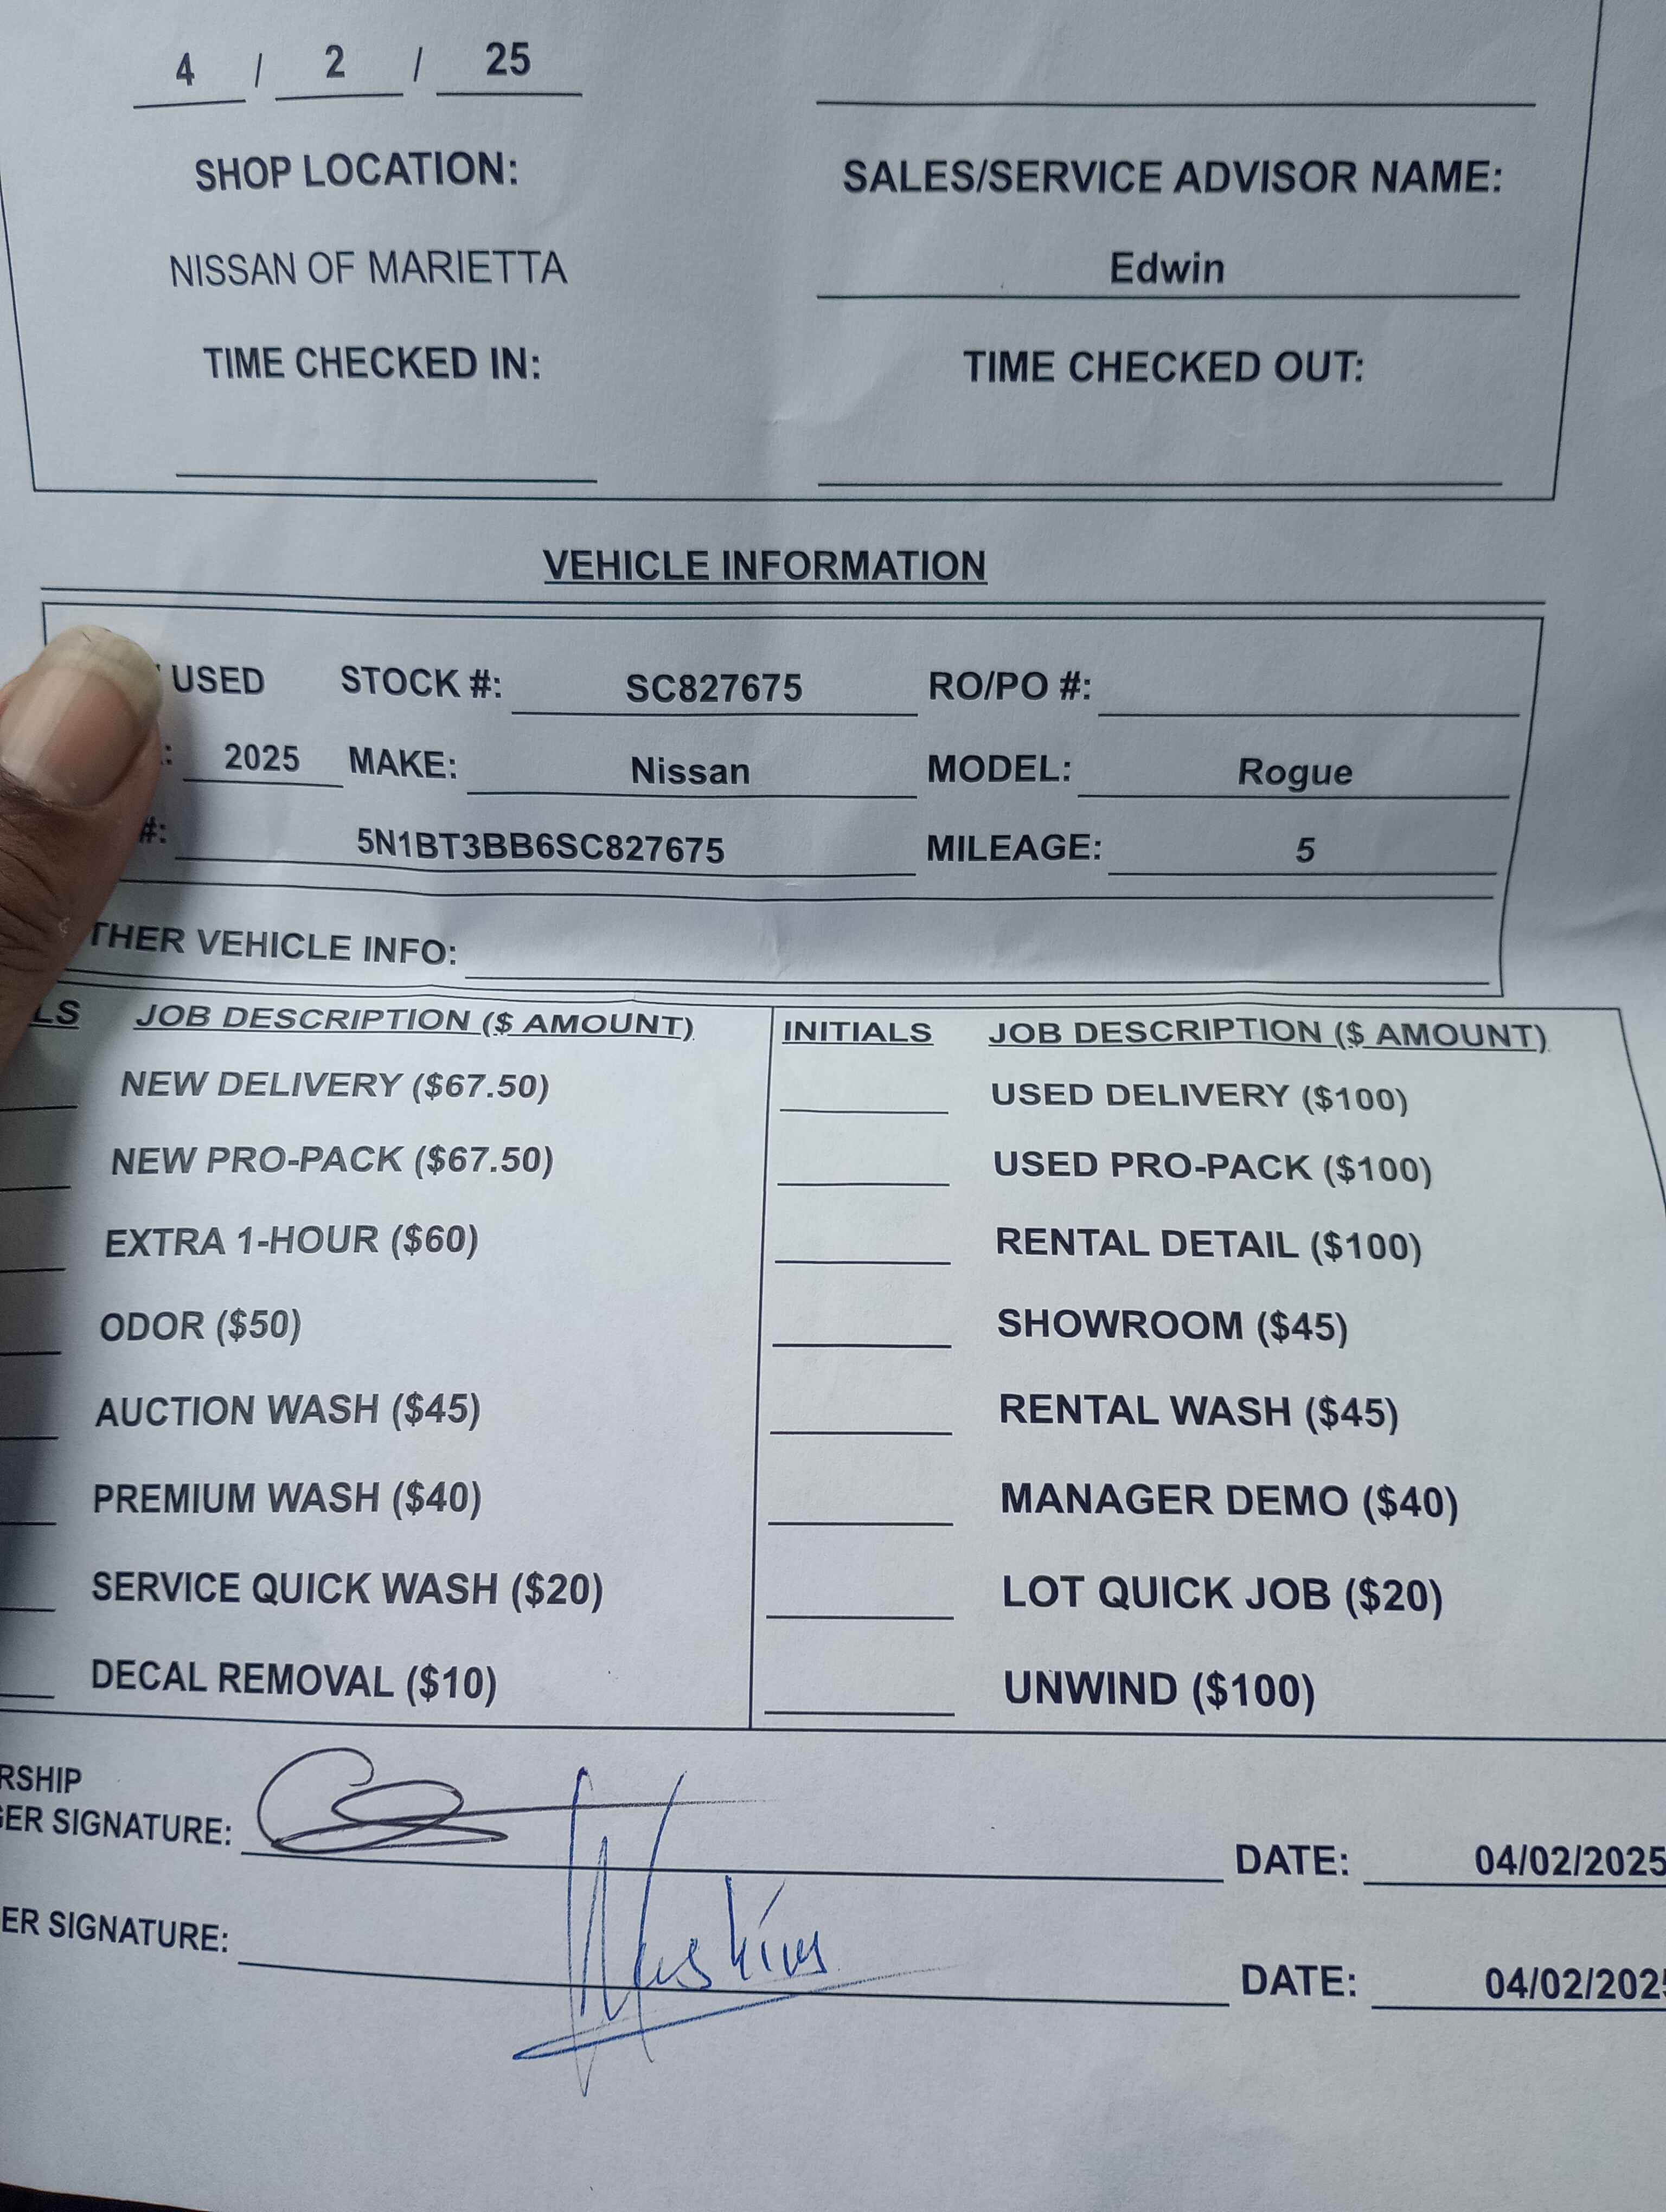 4 / 2 / 25
SHOP LOCATION: SALES/SERVICE ADVISOR NAME:
NISSAN OF MARIETTA Edwin
TIME CHECKED IN: TIME CHECKED OUT:
VEHICLE INFORMATION
USED STOCK #: SC827675 RO/PO #:
: 2025 MAKE: Nissan MODEL: Rogue
#: 5N1BT3BB6SC827675 MILEAGE: 5
THER VEHICLE INFO:
LS JOB DESCRIPTION ($ AMOUNT) INITIALS JOB DESCRIPTION ($ AMOUNT)
NEW DELIVERY ($67.50) USED DELIVERY ($100)
NEW PRO-PACK ($67.50) USED PRO-PACK ($100)
EXTRA 1-HOUR ($60) RENTAL DETAIL ($100)
ODOR ($50) SHOWROOM ($45)
AUCTION WASH ($45) RENTAL WASH ($45)
PREMIUM WASH ($40) MANAGER DEMO ($40)
SERVICE QUICK WASH ($20) LOT QUICK JOB ($20)
DECAL REMOVAL ($10) UNWIND ($100)
RSHIP
GER SIGNATURE: DATE: 04/02/2025
ER SIGNATURE: DATE: 04/02/202